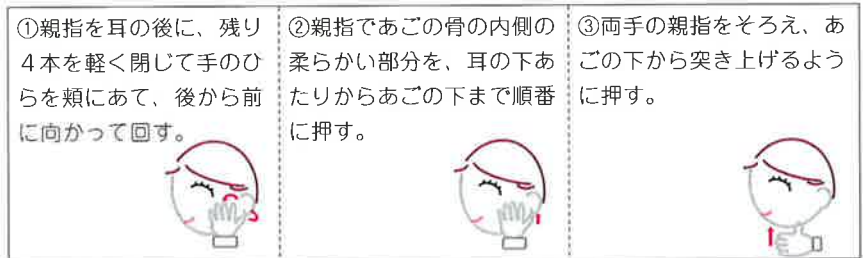 ①親指を耳の後に、残り
４本を軽く閉じて手のひ
らを頬にあて、後から前
に向かって回す。
②親指であごの骨の内側の
柔らかい部分を、耳の下あ
たりからあごの下まで順番
に押す。
③両手の親指をそろえ、あ
ごの下から突き上げるよう
に押す。